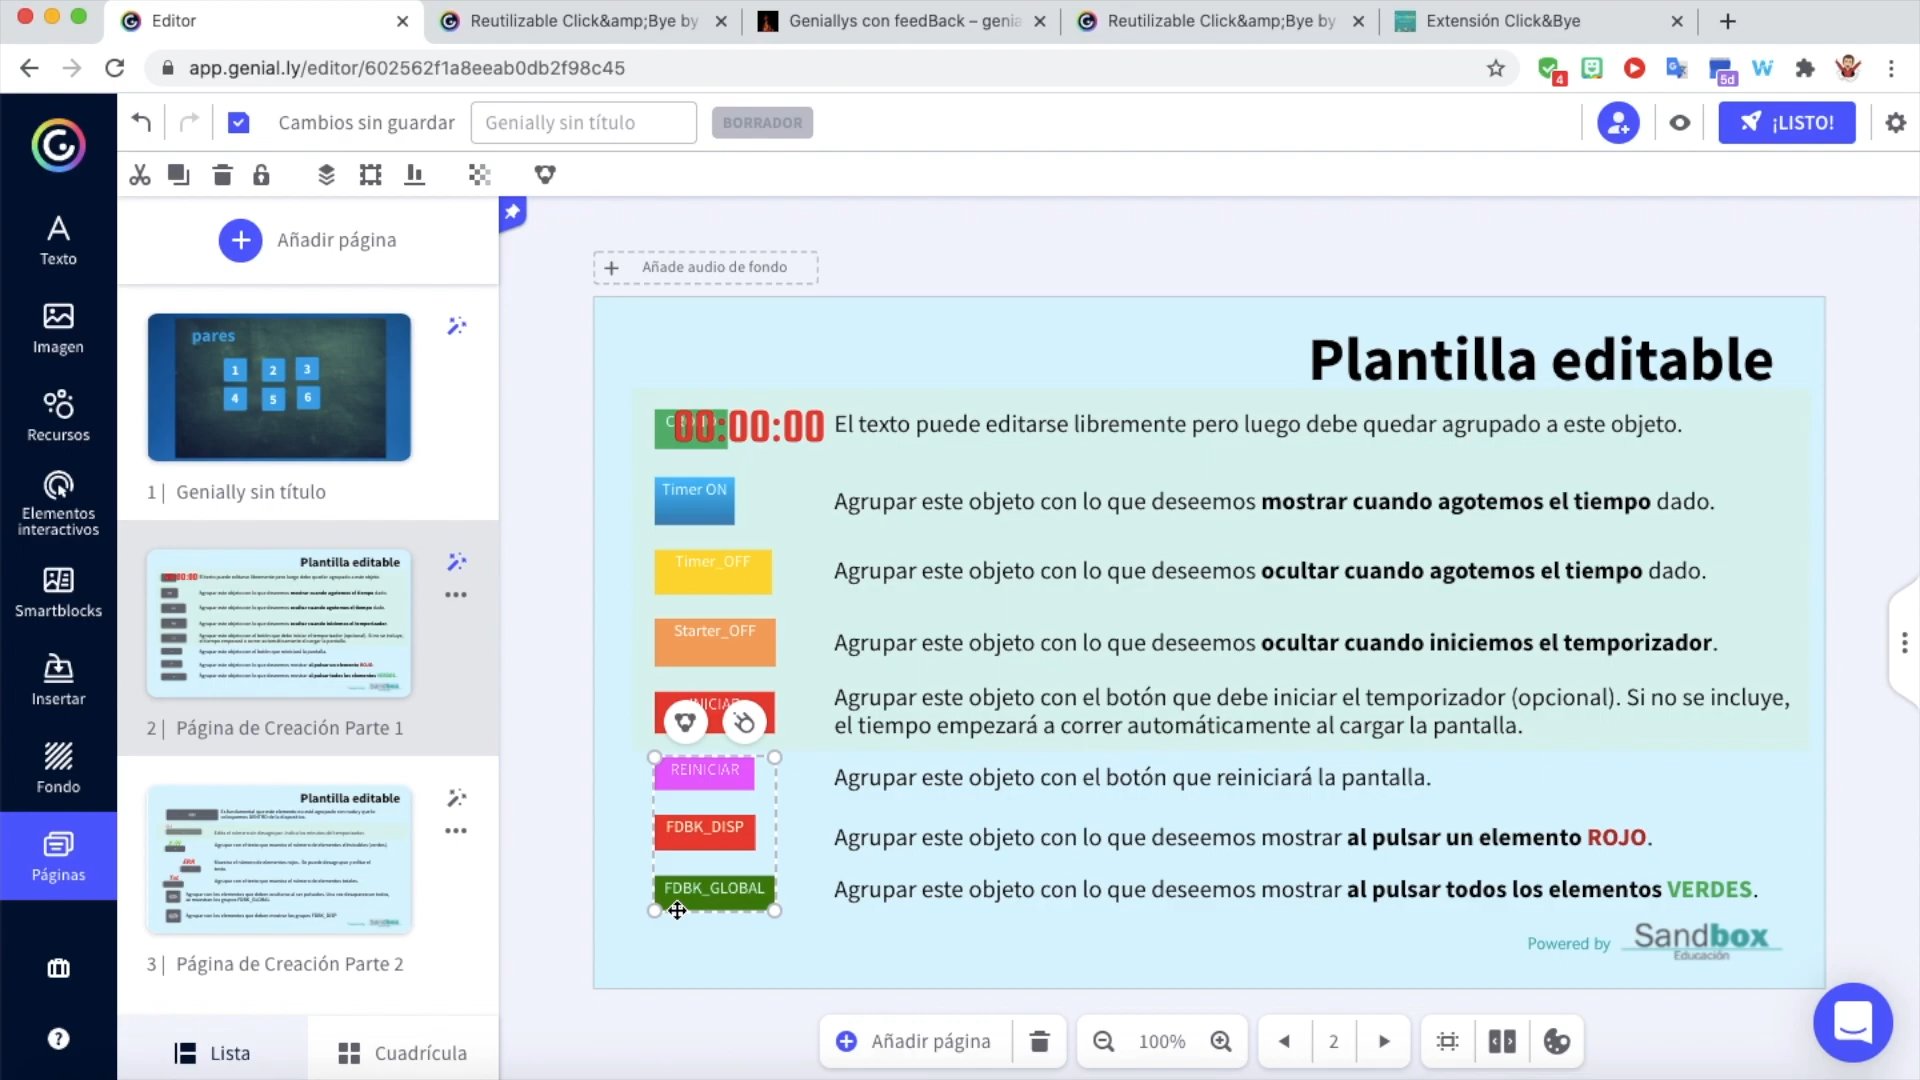 Editor
Reutilizable Click&amp;Bye by
Geniallys con feedBack – genia
Reutilizable Click&amp;Bye by
Extensión Click&Bye
app.genial.ly/editor/602562f1a8eeab0db2f98c45
4
5d
Cambios sin guardar
Genially sin título
BORRADOR
¡LISTO!
Texto
Imagen
Recursos
Elementos
interactivos
Smartblocks
Insertar
Fondo
Páginas
Añadir página
pares
1 2 3
4 5 6
1 | Genially sin título
Plantilla editable
2 | Página de Creación Parte 1
Plantilla editable
3 | Página de Creación Parte 2
Lista
Cuadrícula
Añade audio de fondo
Plantilla editable
00:00:00
El texto puede editarse libremente pero luego debe quedar agrupado a este objeto.
Timer ON
Agrupar este objeto con lo que deseemos mostrar cuando agotemos el tiempo dado.
Timer_OFF
Agrupar este objeto con lo que deseemos ocultar cuando agotemos el tiempo dado.
Starter_OFF
Agrupar este objeto con lo que deseemos ocultar cuando iniciemos el temporizador.
INICIAR
Agrupar este objeto con el botón que debe iniciar el temporizador (opcional). Si no se incluye,
el tiempo empezará a correr automáticamente al cargar la pantalla.
REINICIAR
Agrupar este objeto con el botón que reiniciará la pantalla.
FDBK_DISP
Agrupar este objeto con lo que deseemos mostrar al pulsar un elemento ROJO.
FDBK_GLOBAL
Agrupar este objeto con lo que deseemos mostrar al pulsar todos los elementos VERDES.
Powered by Sandbox
Educación
Añadir página
100%
2